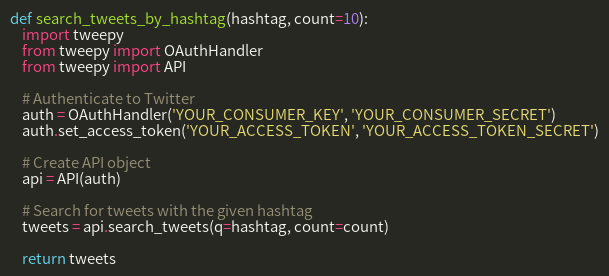 def search_tweets_by_hashtag(hashtag, count=10):
    import tweepy
    from tweepy import OAuthHandler
    from tweepy import API

    # Authenticate to Twitter
    auth = OAuthHandler('YOUR_CONSUMER_KEY', 'YOUR_CONSUMER_SECRET')
    auth.set_access_token('YOUR_ACCESS_TOKEN', 'YOUR_ACCESS_TOKEN_SECRET')

    # Create API object
    api = API(auth)

    # Search for tweets with the given hashtag
    tweets = api.search_tweets(q=hashtag, count=count)

    return tweets